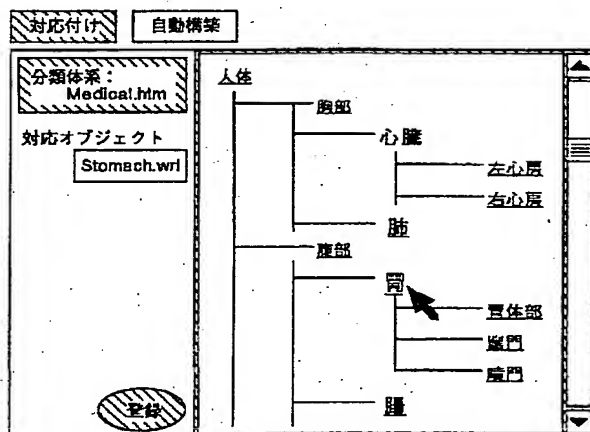 対応付け
自動構築
分類体系：
Medical.htm
対応オブジェクト
Stomach.wrl
登録
人体
胸部
心臓
左心房
右心房
肺
腹部
胃
胃体部
噴門
幽門
腸